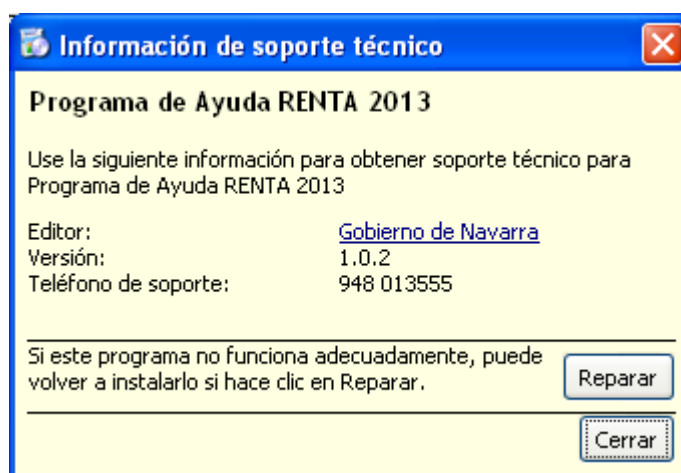 Información de soporte técnico
Programa de Ayuda RENTA 2013
Use la siguiente información para obtener soporte técnico para
Programa de Ayuda RENTA 2013
Editor: Gobierno de Navarra
Versión: 1.0.2
Teléfono de soporte: 948 013555
Si este programa no funciona adecuadamente, puede
volver a instalarlo si hace clic en Reparar.
Reparar
Cerrar